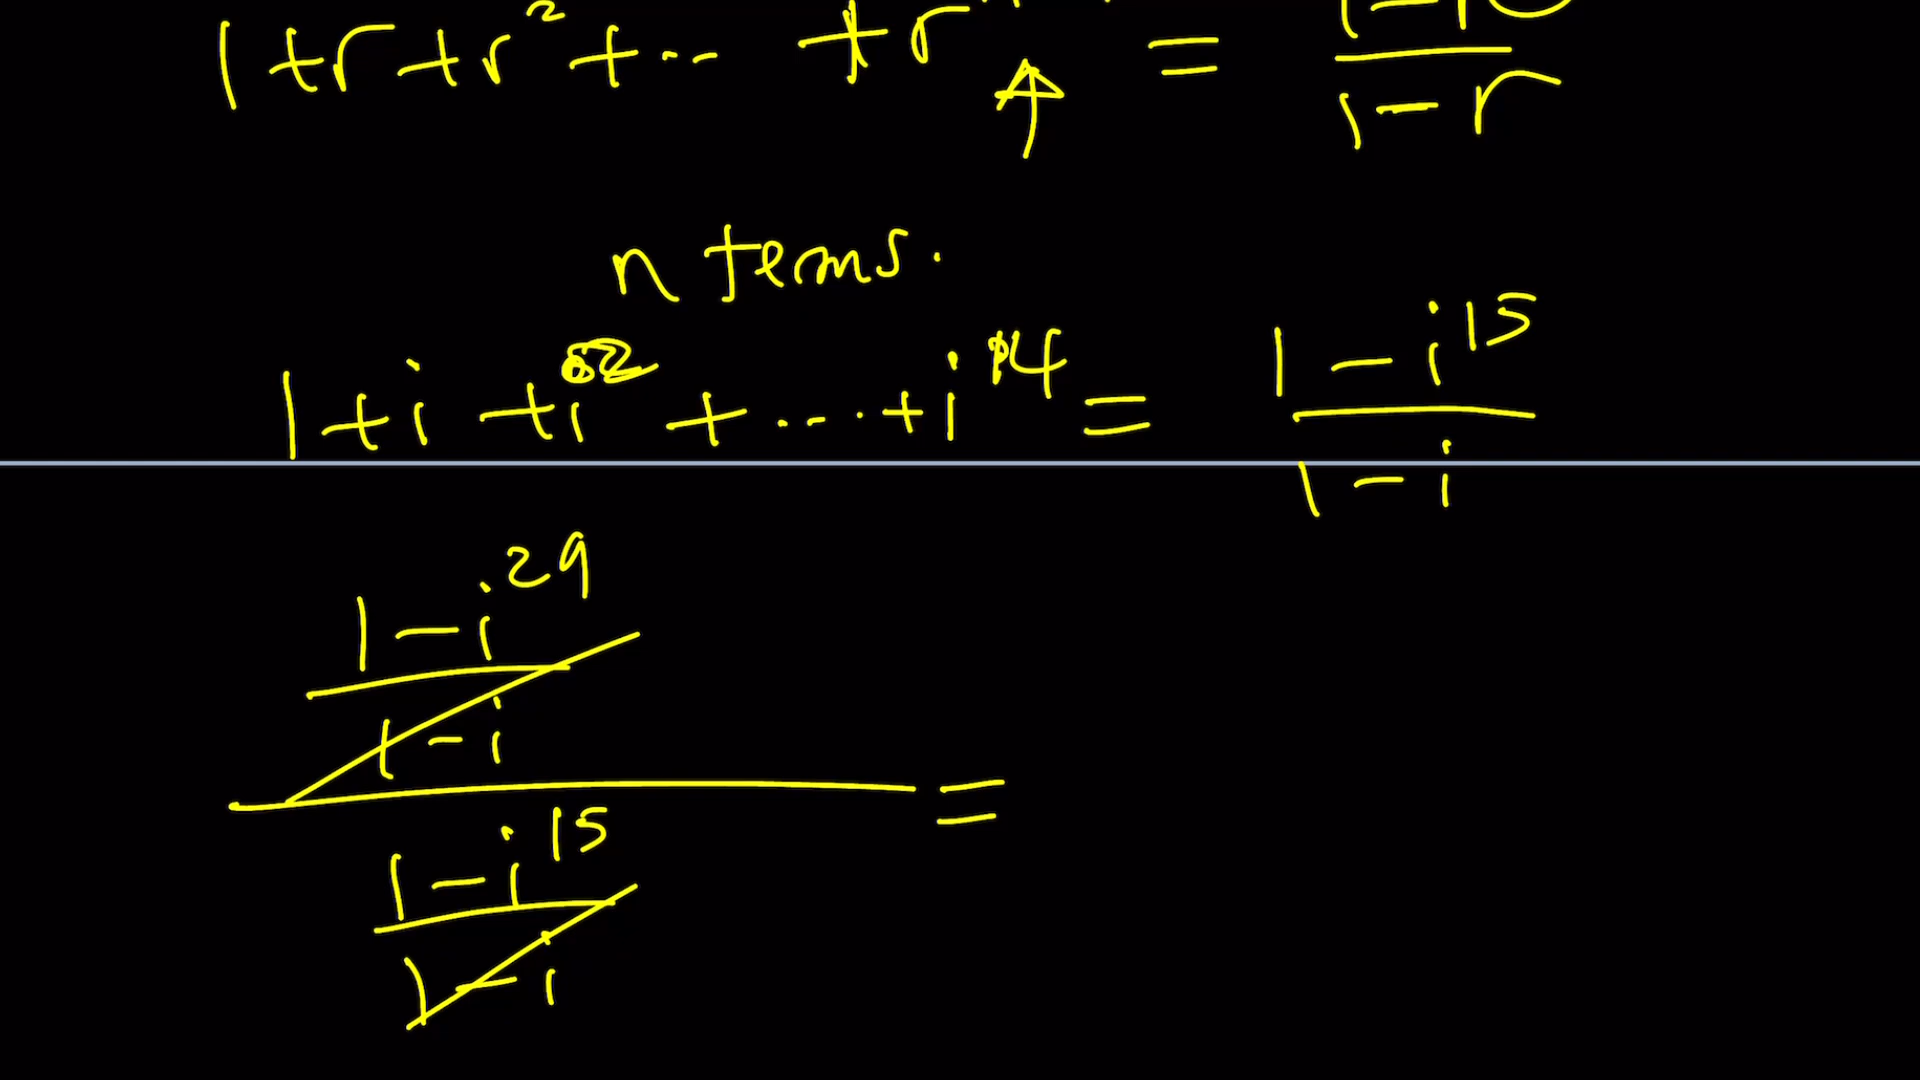 1 + r + r² + ... + r = 1 - r / 1 - r
n terms.
1 + i + i² + ... + i¹⁴ = 1 - i¹⁵ / 1 - i
1 - i²⁹
1 - i
=
1 - i¹⁵
1 - i